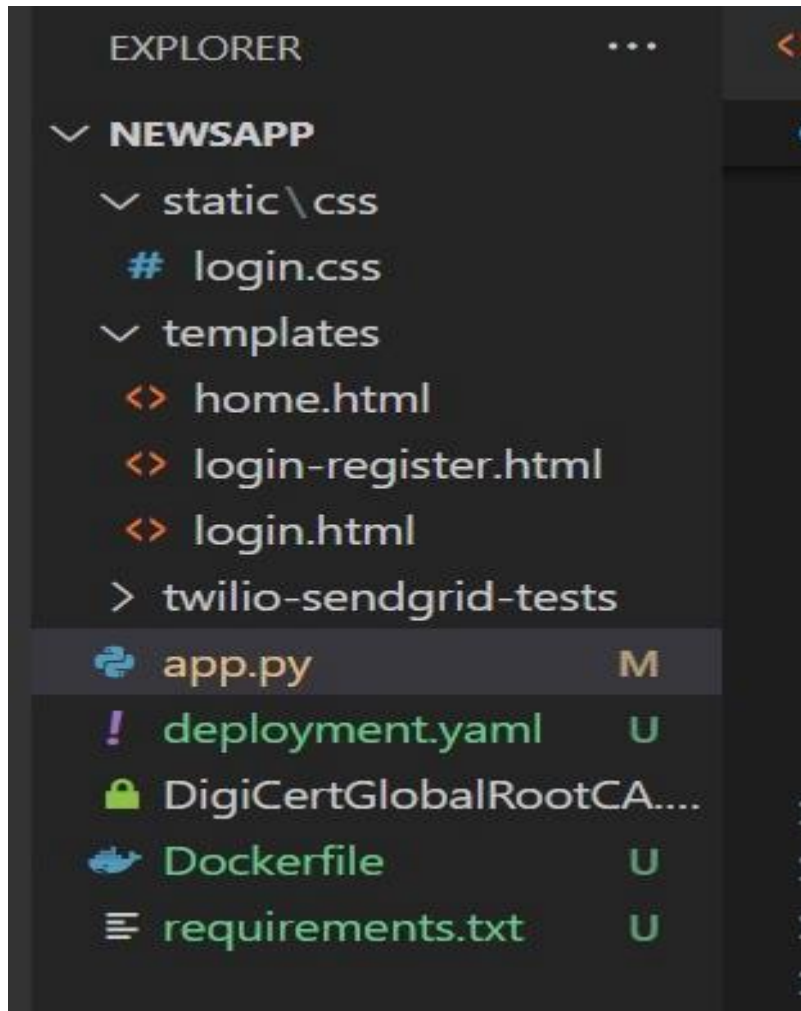 EXPLORER ...
NEWSAPP
static\css
# login.css
templates
<> home.html
<> login-register.html
<> login.html
> twilio-sendgrid-tests
app.py M
! deployment.yaml U
DigiCertGlobalRootCA....
Dockerfile U
requirements.txt U